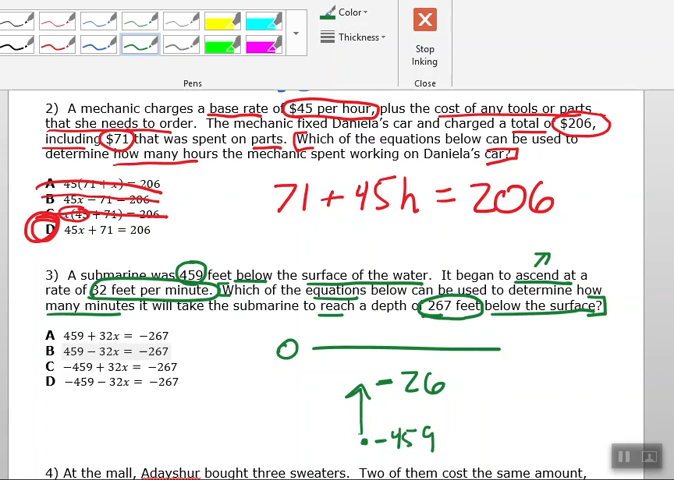 Color
Thickness
Stop
Inking
Pens
Close
2) A mechanic charges a base rate of $45 per hour, plus the cost of any tools or parts
that she needs to order. The mechanic fixed Daniela's car and charged a total of $206,
including $71 that was spent on parts. Which of the equations below can be used to
determine how many hours the mechanic spent working on Daniela's car?
A 45(71 + x) = 206
B 45x − 71 = 206
C x(45 + 71) = 206
D 45x + 71 = 206
71 + 45h = 206
3) A submarine was 459 feet below the surface of the water. It began to ascend at a
rate of 32 feet per minute. Which of the equations below can be used to determine how
many minutes it will take the submarine to reach a depth of 267 feet below the surface?
A 459 + 32x = −267
B 459 − 32x = −267
C −459 + 32x = −267
D −459 − 32x = −267
0
-26
-459
4) At the mall, Adayshur bought three sweaters. Two of them cost the same amount,